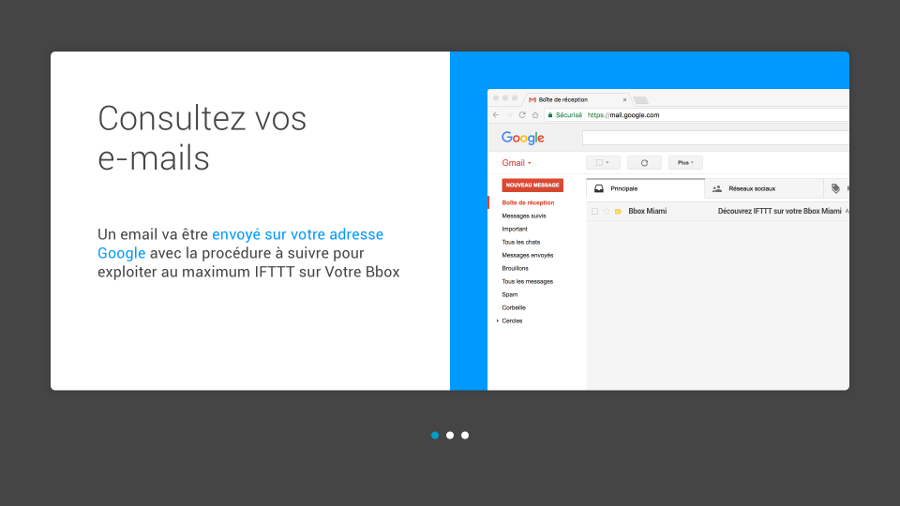 Consultez vos
e-mails
Un email va être envoyé sur votre adresse
Google avec la procédure à suivre pour
exploiter au maximum IFTTT sur Votre Bbox
Boîte de réception
Sécurisé https://mail.google.com
Google
Gmail
Plus
NOUVEAU MESSAGE
Principale
Réseaux sociaux
Boîte de réception
Bbox Miami
Découvrez IFTTT sur votre Bbox Miami
Messages suivis
Important
Tous les chats
Messages envoyés
Brouillons
Tous les messages
Spam
Corbeille
Cercles